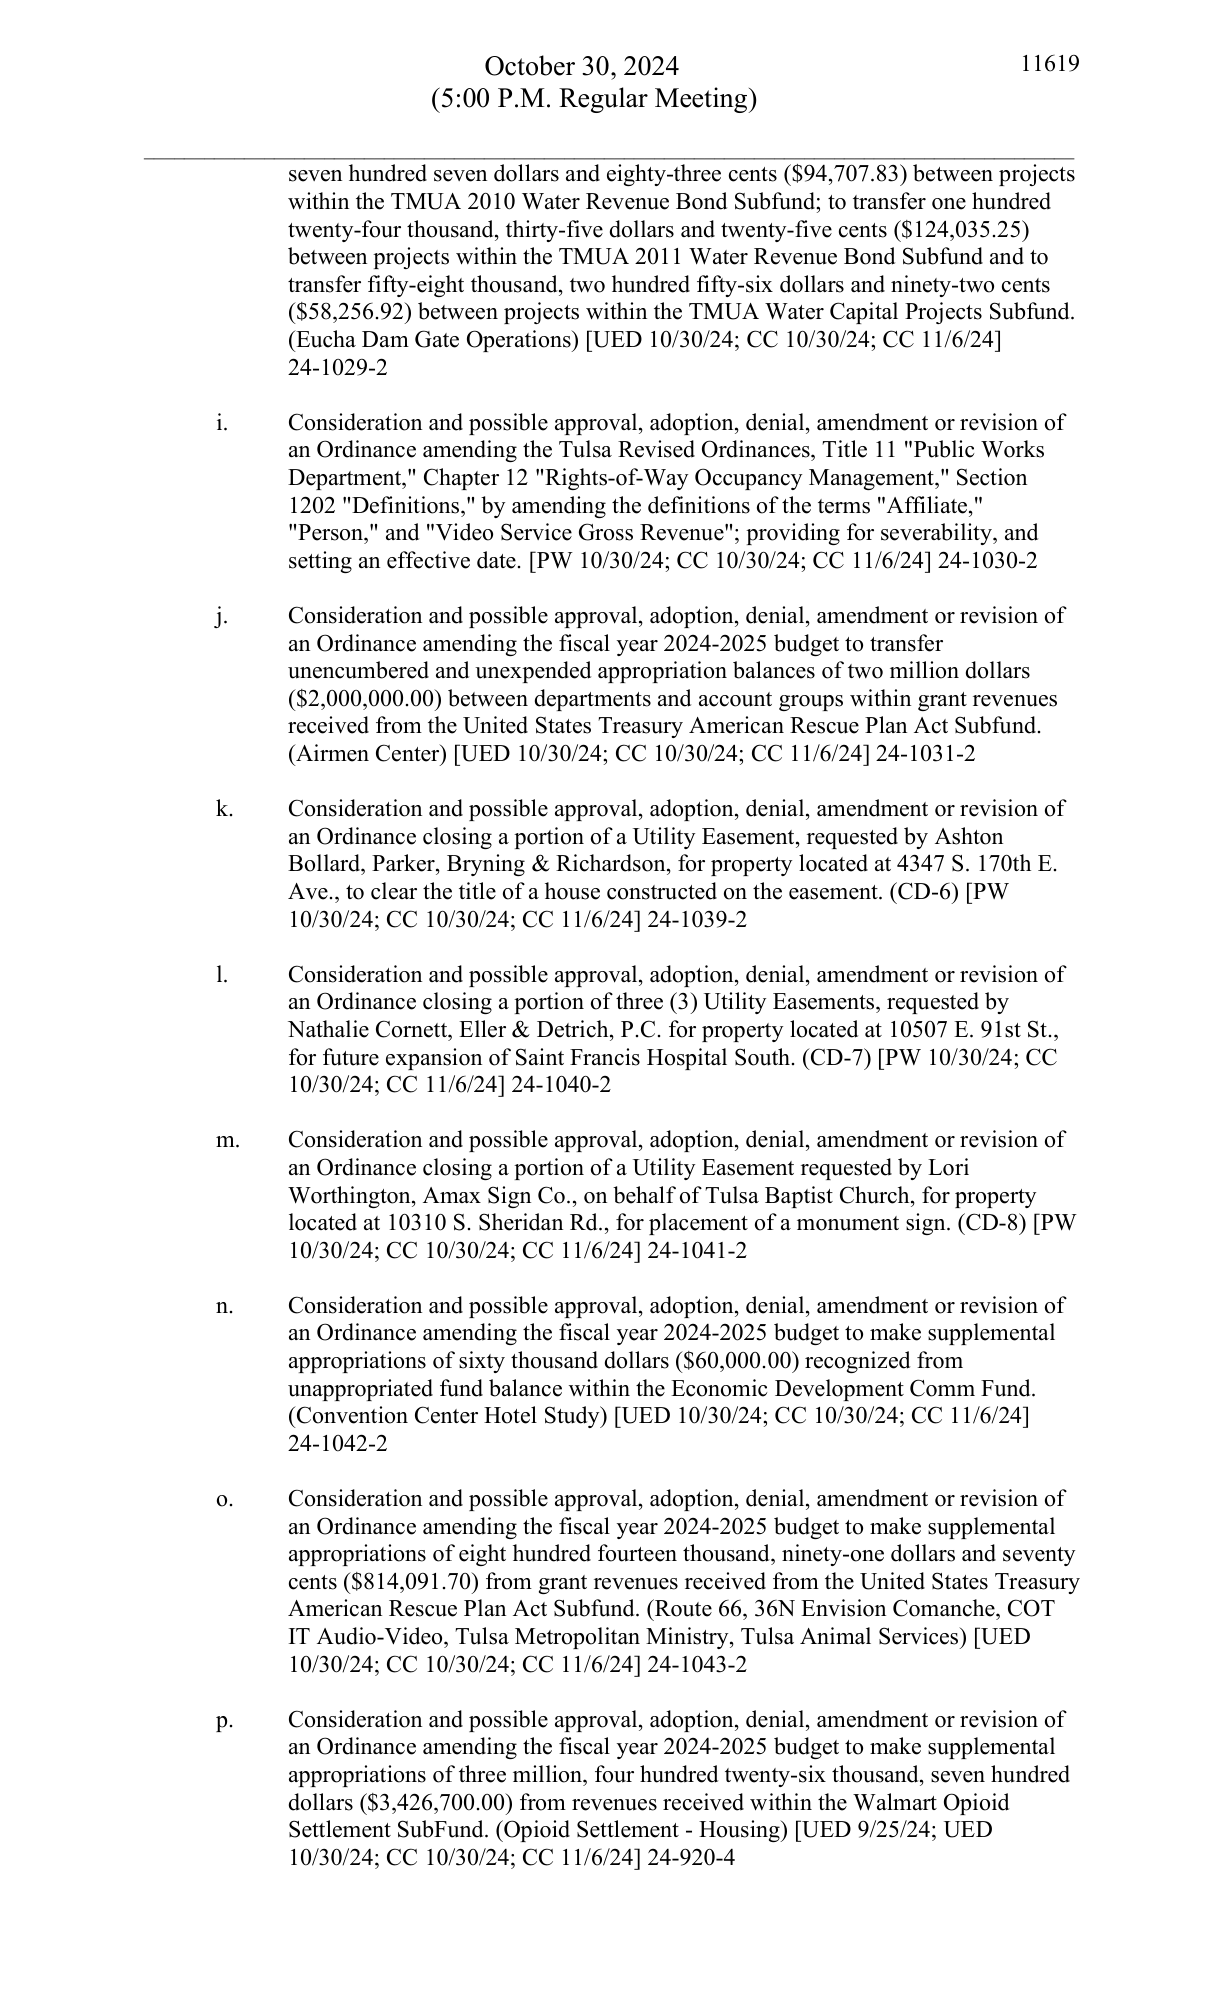 October 30, 2024
11619
(5:00 P.M. Regular Meeting)
seven hundred seven dollars and eighty-three cents ($94,707.83) between projects
within the TMUA 2010 Water Revenue Bond Subfund; to transfer one hundred
twenty-four thousand, thirty-five dollars and twenty-five cents ($124,035.25)
between projects within the TMUA 2011 Water Revenue Bond Subfund and to
transfer fifty-eight thousand, two hundred fifty-six dollars and ninety-two cents
($58,256.92) between projects within the TMUA Water Capital Projects Subfund.
(Eucha Dam Gate Operations) [UED 10/30/24; CC 10/30/24; CC 11/6/24]
24-1029-2
i. Consideration and possible approval, adoption, denial, amendment or revision of
an Ordinance amending the Tulsa Revised Ordinances, Title 11 "Public Works
Department," Chapter 12 "Rights-of-Way Occupancy Management," Section
1202 "Definitions," by amending the definitions of the terms "Affiliate,"
"Person," and "Video Service Gross Revenue"; providing for severability, and
setting an effective date. [PW 10/30/24; CC 10/30/24; CC 11/6/24] 24-1030-2
j. Consideration and possible approval, adoption, denial, amendment or revision of
an Ordinance amending the fiscal year 2024-2025 budget to transfer
unencumbered and unexpended appropriation balances of two million dollars
($2,000,000.00) between departments and account groups within grant revenues
received from the United States Treasury American Rescue Plan Act Subfund.
(Airmen Center) [UED 10/30/24; CC 10/30/24; CC 11/6/24] 24-1031-2
k. Consideration and possible approval, adoption, denial, amendment or revision of
an Ordinance closing a portion of a Utility Easement, requested by Ashton
Bollard, Parker, Bryning & Richardson, for property located at 4347 S. 170th E.
Ave., to clear the title of a house constructed on the easement. (CD-6) [PW
10/30/24; CC 10/30/24; CC 11/6/24] 24-1039-2
l. Consideration and possible approval, adoption, denial, amendment or revision of
an Ordinance closing a portion of three (3) Utility Easements, requested by
Nathalie Cornett, Eller & Detrich, P.C. for property located at 10507 E. 91st St.,
for future expansion of Saint Francis Hospital South. (CD-7) [PW 10/30/24; CC
10/30/24; CC 11/6/24] 24-1040-2
m. Consideration and possible approval, adoption, denial, amendment or revision of
an Ordinance closing a portion of a Utility Easement requested by Lori
Worthington, Amax Sign Co., on behalf of Tulsa Baptist Church, for property
located at 10310 S. Sheridan Rd., for placement of a monument sign. (CD-8) [PW
10/30/24; CC 10/30/24; CC 11/6/24] 24-1041-2
n. Consideration and possible approval, adoption, denial, amendment or revision of
an Ordinance amending the fiscal year 2024-2025 budget to make supplemental
appropriations of sixty thousand dollars ($60,000.00) recognized from
unappropriated fund balance within the Economic Development Comm Fund.
(Convention Center Hotel Study) [UED 10/30/24; CC 10/30/24; CC 11/6/24]
24-1042-2
o. Consideration and possible approval, adoption, denial, amendment or revision of
an Ordinance amending the fiscal year 2024-2025 budget to make supplemental
appropriations of eight hundred fourteen thousand, ninety-one dollars and seventy
cents ($814,091.70) from grant revenues received from the United States Treasury
American Rescue Plan Act Subfund. (Route 66, 36N Envision Comanche, COT
IT Audio-Video, Tulsa Metropolitan Ministry, Tulsa Animal Services) [UED
10/30/24; CC 10/30/24; CC 11/6/24] 24-1043-2
p. Consideration and possible approval, adoption, denial, amendment or revision of
an Ordinance amending the fiscal year 2024-2025 budget to make supplemental
appropriations of three million, four hundred twenty-six thousand, seven hundred
dollars ($3,426,700.00) from revenues received within the Walmart Opioid
Settlement SubFund. (Opioid Settlement - Housing) [UED 9/25/24; UED
10/30/24; CC 10/30/24; CC 11/6/24] 24-920-4